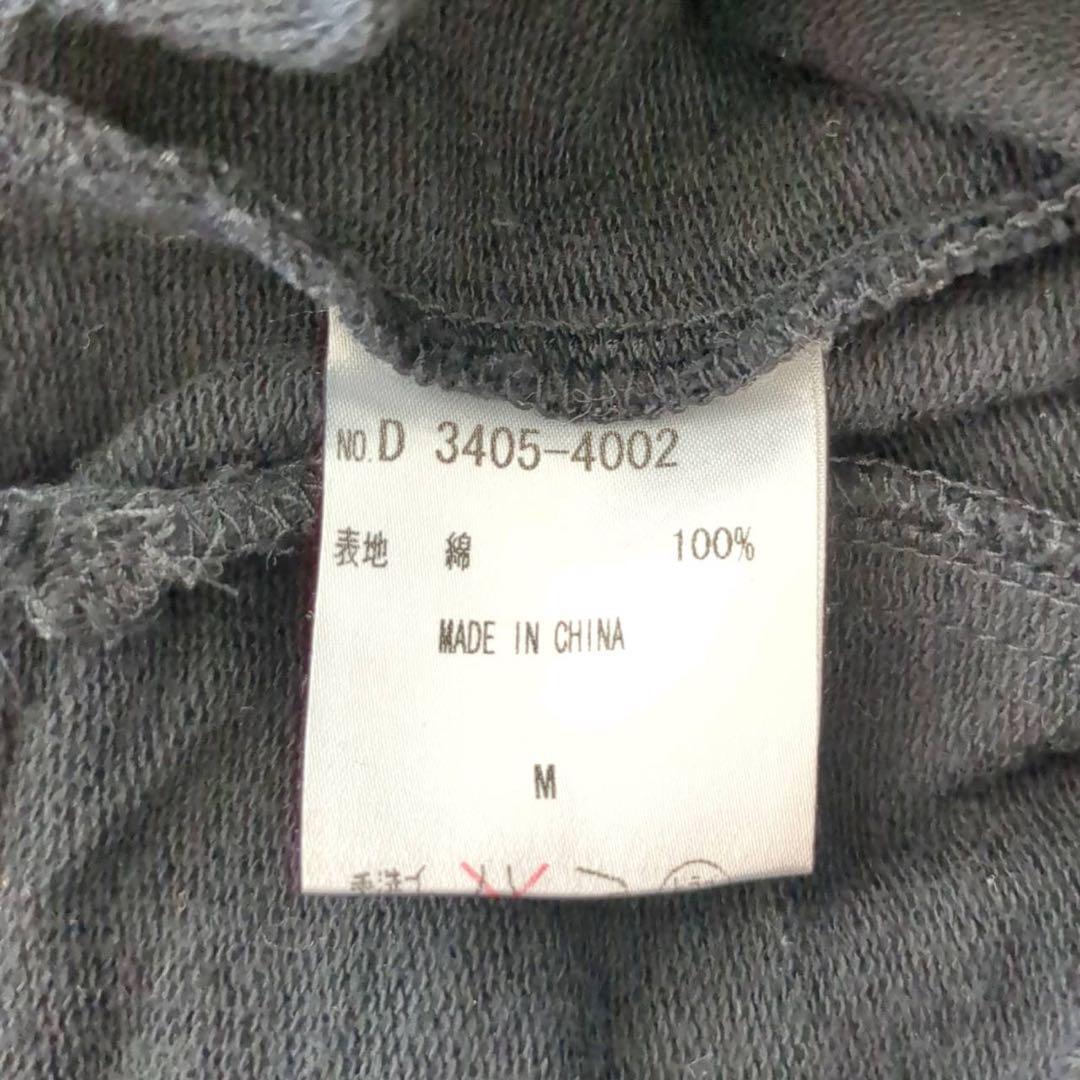 NO. D 3405-4002
表地 綿 100%
MADE IN CHINA
M